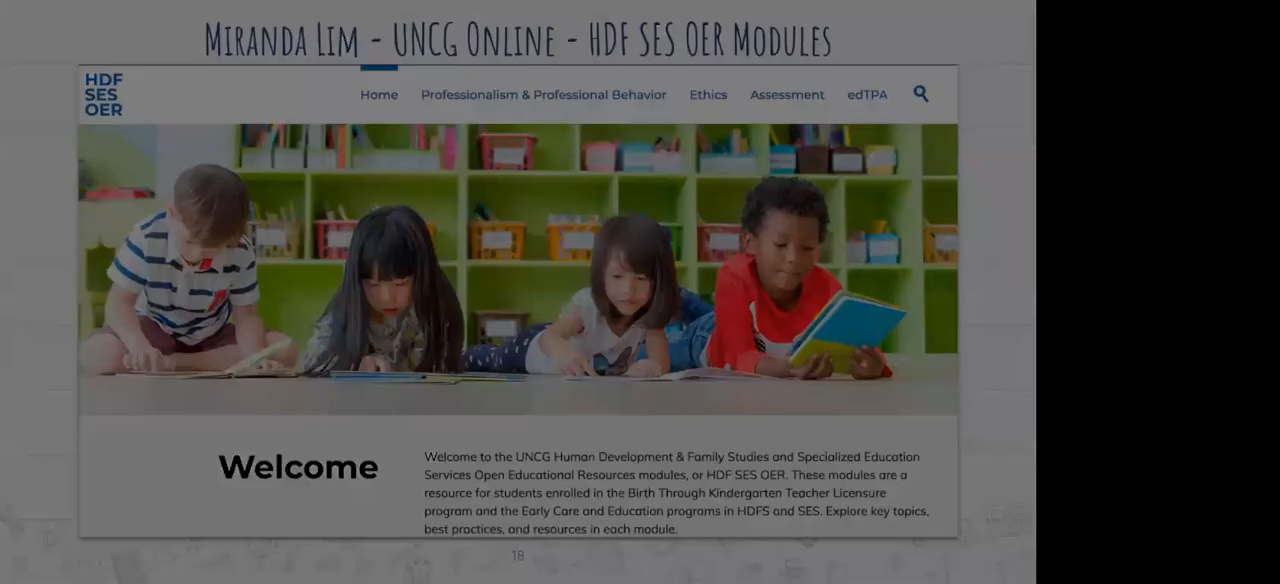 Miranda Lim - UNCG Online - HDF SES OER Modules
HDF
SES
OER
Home Professionalism & Professional Behavior Ethics Assessment edTPA
Welcome
Welcome to the UNCG Human Development & Family Studies and Specialized Education
Services Open Educational Resources modules, or HDF SES OER. These modules are a
resource for students enrolled in the Birth Through Kindergarten Teacher Licensure
program and the Early Care and Education programs in HDFS and SES. Explore key topics,
best practices, and resources in each module.
18